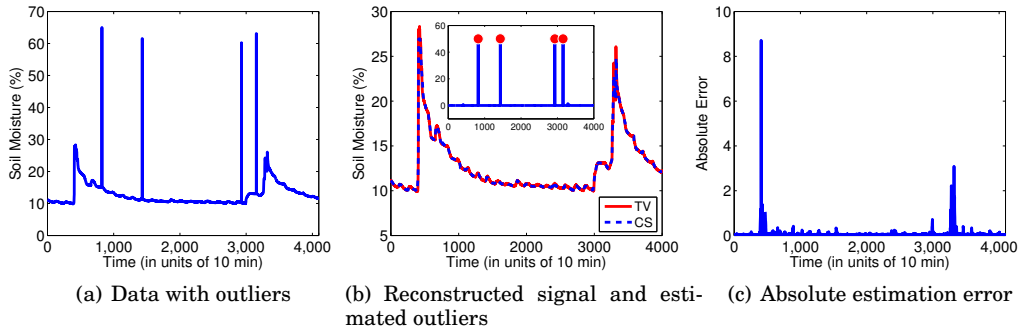 70
60
50
40
30
20
10
0
Soil Moisture (%)
0 1,000 2,000 3,000 4,000
Time (in units of 10 min)
(a) Data with outliers
30
25
20
15
10
5
Soil Moisture (%)
60
40
20
0
0 1000 2000 3000 4000
TV
CS
0 1000 2000 3000 4000
Time (in units of 10 min)
(b) Reconstructed signal and esti-
mated outliers
10
8
6
4
2
0
Absolute Error
0 1,000 2,000 3,000 4,000
Time (in units of 10 min)
(c) Absolute estimation error